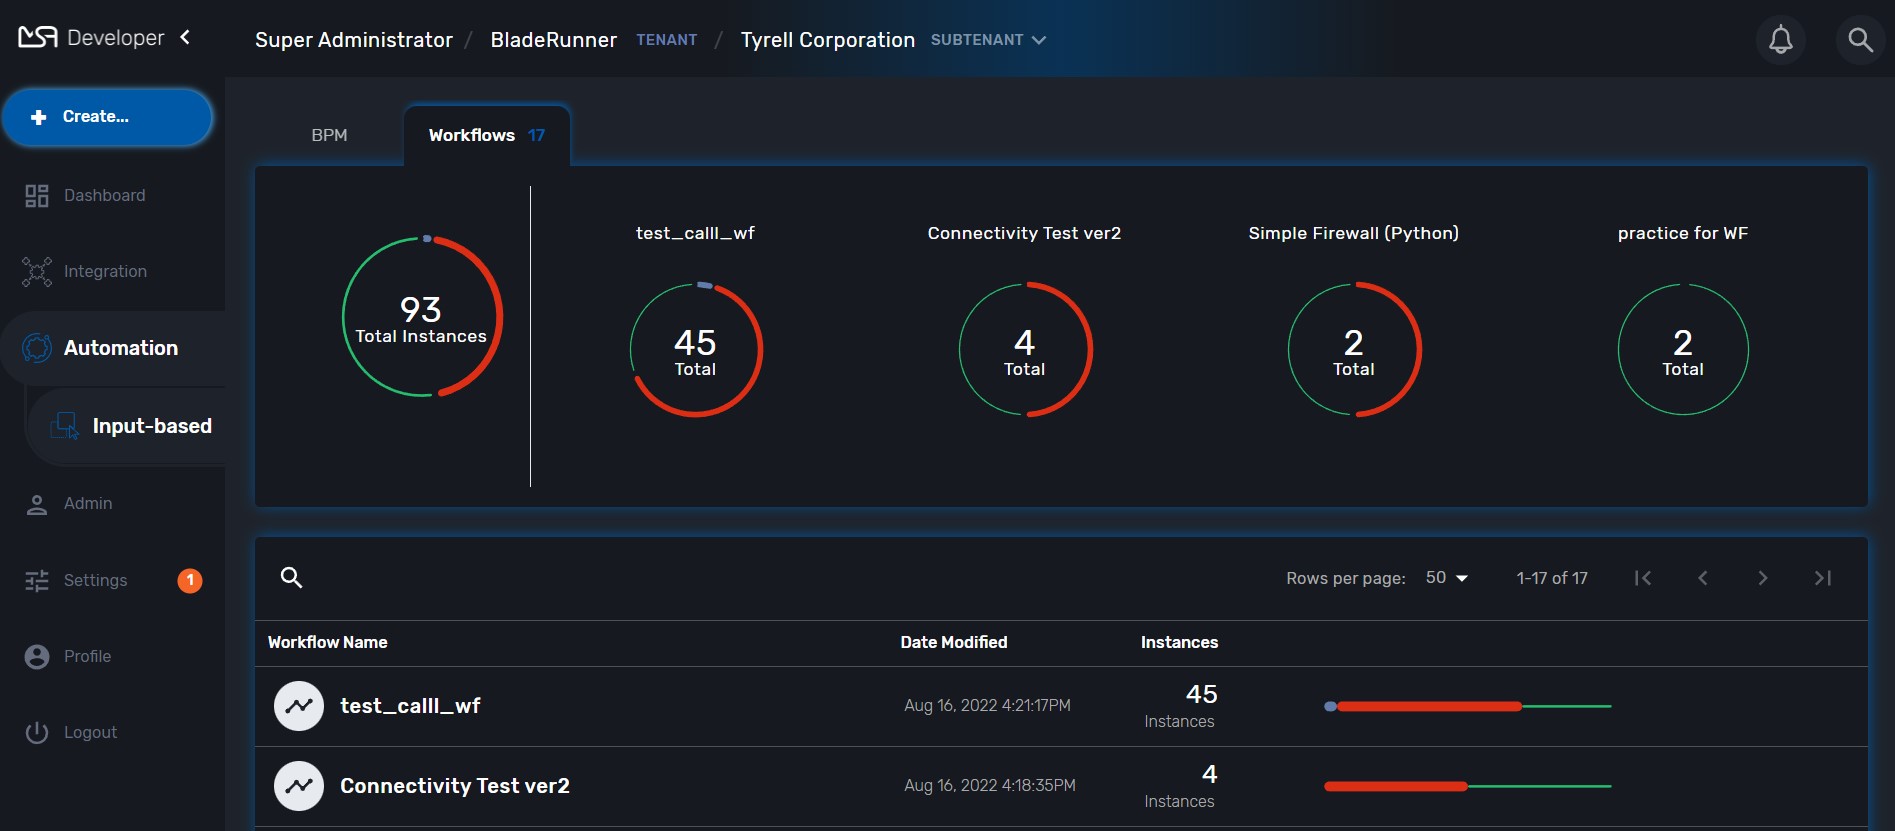 MSA Developer
Super Administrator / BladeRunner TENANT / Tyrell Corporation SUBTENANT
Create...
Dashboard
Integration
Automation
Input-based
Admin
Settings 1
Profile
Logout
BPM
Workflows 17
93
Total Instances
test_calll_wf
45
Total
Connectivity Test ver2
4
Total
Simple Firewall (Python)
2
Total
practice for WF
2
Total
Rows per page: 50 1-17 of 17
Workflow Name Date Modified Instances
test_calll_wf Aug 16, 2022 4:21:17PM 45
Instances
Connectivity Test ver2 Aug 16, 2022 4:18:35PM 4
Instances